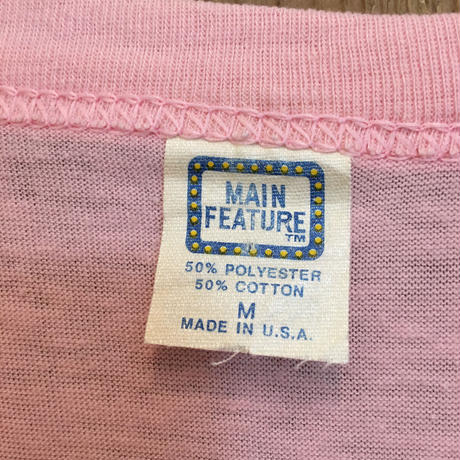 MAIN
FEATURE
TM
50% POLYESTER
50% COTTON
M
MADE IN U.S.A.